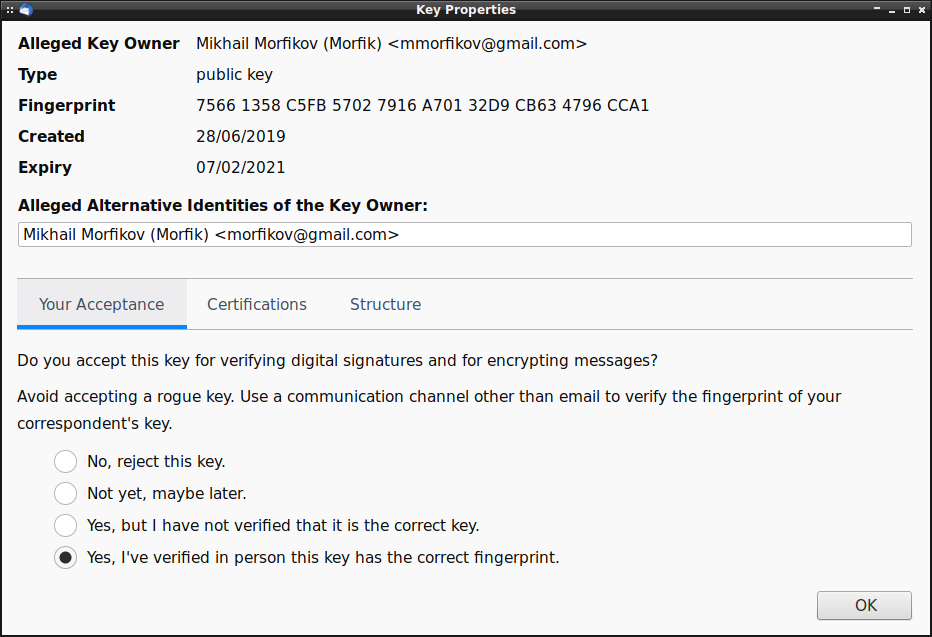 Key Properties
Alleged Key Owner Mikhail Morfikov (Morfik) <mmorfikov@gmail.com>
Type public key
Fingerprint 7566 1358 C5FB 5702 7916 A701 32D9 CB63 4796 CCA1
Created 28/06/2019
Expiry 07/02/2021
Alleged Alternative Identities of the Key Owner:
Mikhail Morfikov (Morfik) <morfikov@gmail.com>
Your Acceptance Certifications Structure
Do you accept this key for verifying digital signatures and for encrypting messages?
Avoid accepting a rogue key. Use a communication channel other than email to verify the fingerprint of your
correspondent's key.
No, reject this key.
Not yet, maybe later.
Yes, but I have not verified that it is the correct key.
Yes, I've verified in person this key has the correct fingerprint.
OK